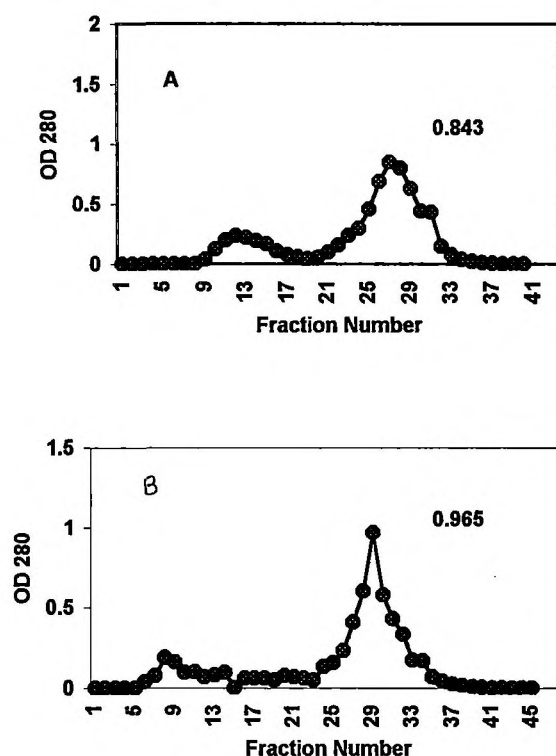 2
A
1.5
0.843
1
0.5
0
OD 280
1 5 9 13 17 21 25 29 33 37 41
Fraction Number
1.5
B
0.965
1
0.5
0
OD 280
1 5 9 13 17 21 25 29 33 37 41 45
Fraction Number